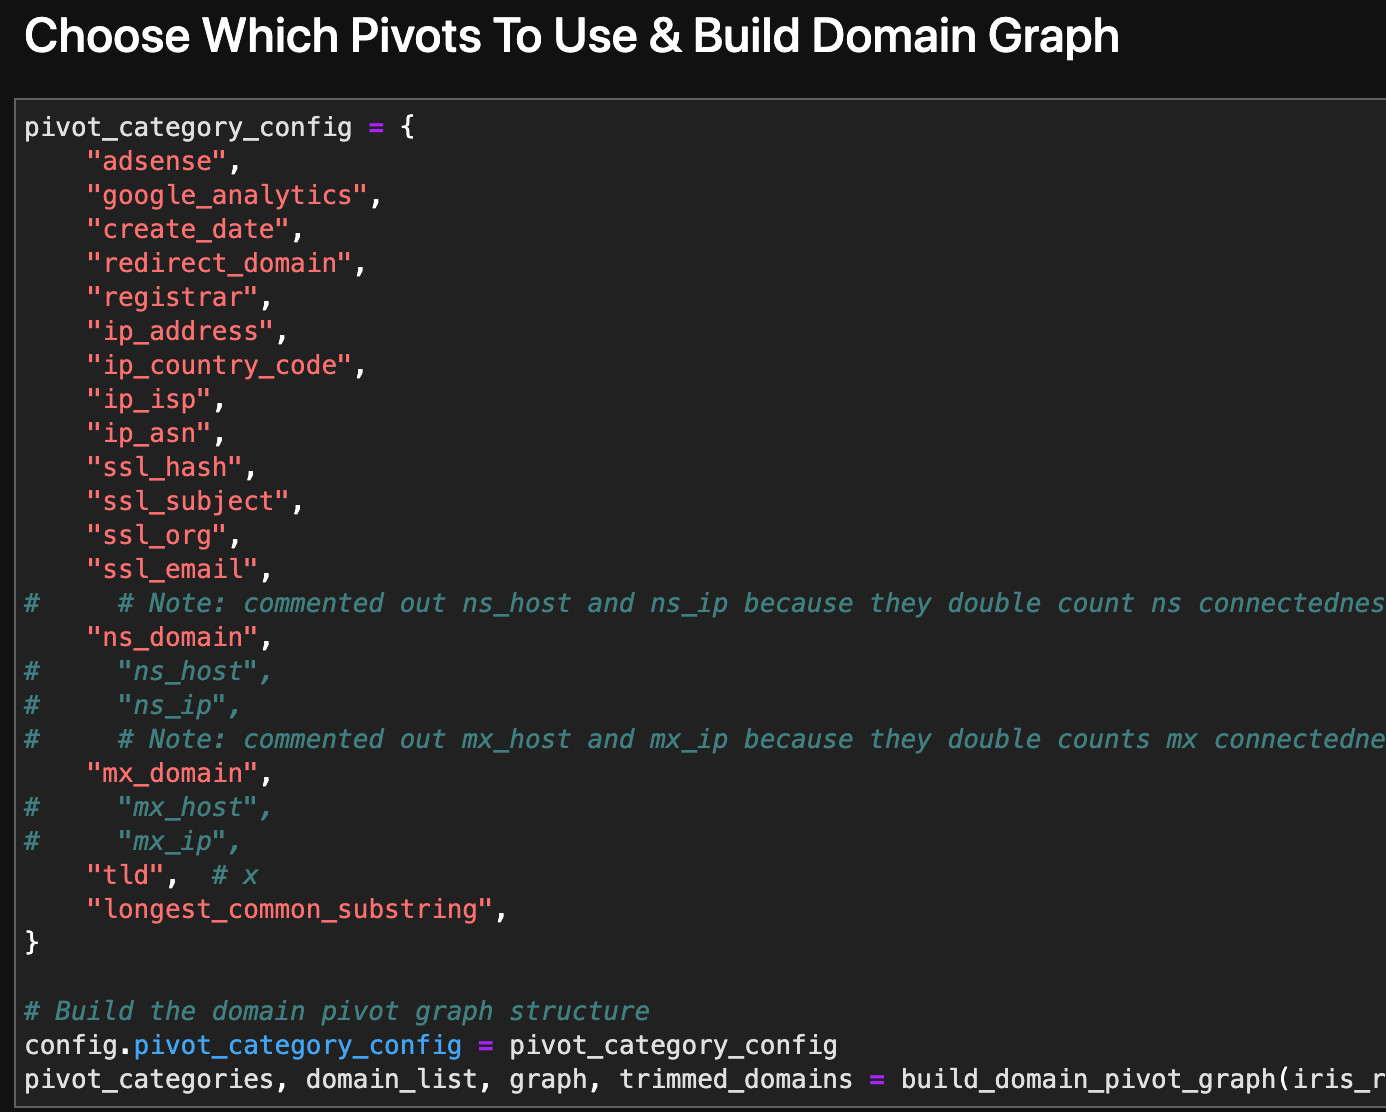 Choose Which Pivots To Use & Build Domain Graph
pivot_category_config = {
    "adsense",
    "google_analytics",
    "create_date",
    "redirect_domain",
    "registrar",
    "ip_address",
    "ip_country_code",
    "ip_isp",
    "ip_asn",
    "ssl_hash",
    "ssl_subject",
    "ssl_org",
    "ssl_email",
#     # Note: commented out ns_host and ns_ip because they double count ns connectednes
    "ns_domain",
#     "ns_host",
#     "ns_ip",
#     # Note: commented out mx_host and mx_ip because they double counts mx connectedne
    "mx_domain",
#     "mx_host",
#     "mx_ip",
    "tld",  # x
    "longest_common_substring",
}
# Build the domain pivot graph structure
config.pivot_category_config = pivot_category_config
pivot_categories, domain_list, graph, trimmed_domains = build_domain_pivot_graph(iris_r